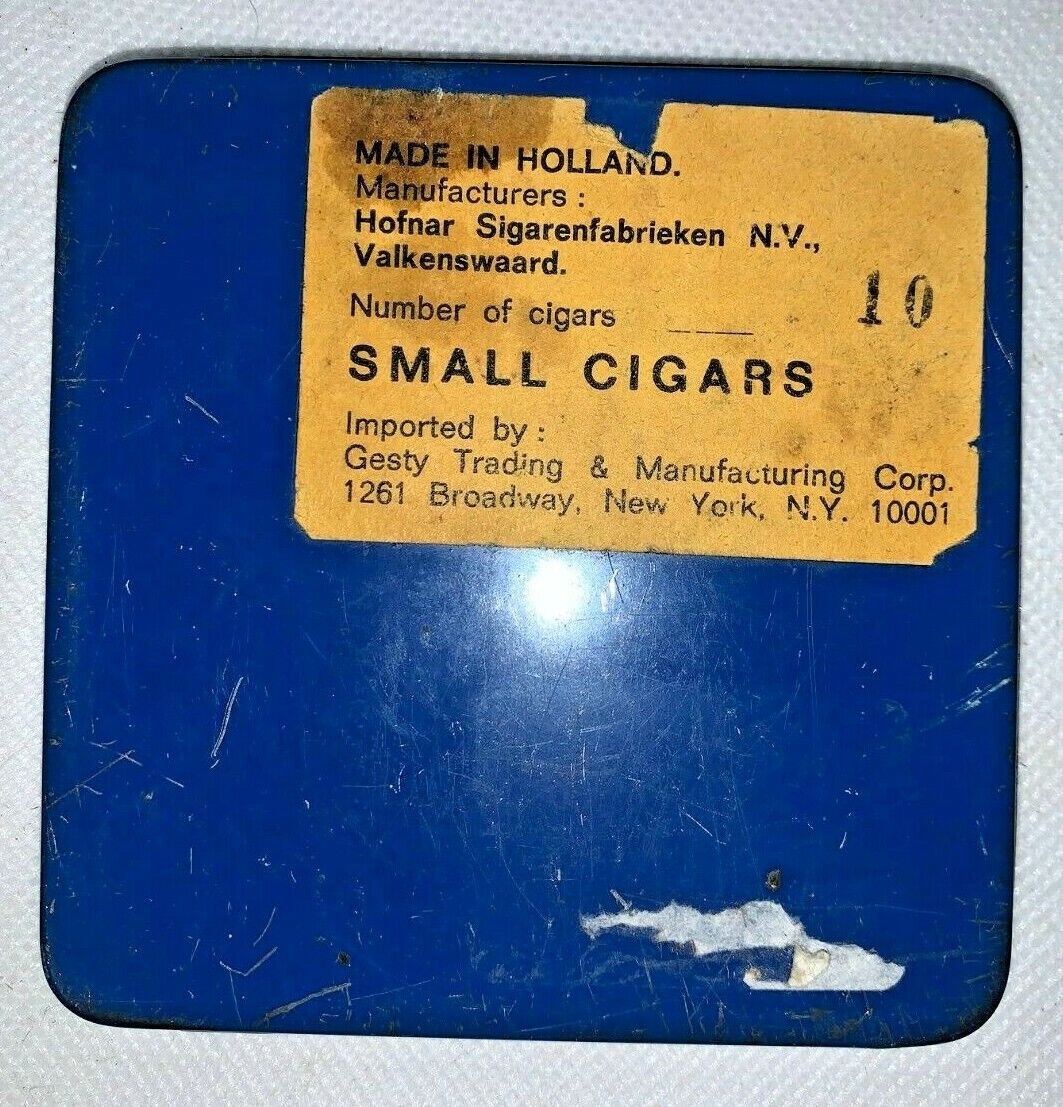 MADE IN HOLLAND.
Manufacturers :
Hofnar Sigarenfabrieken N.V.,
Valkenswaard.
Number of cigars ____ 10
SMALL CIGARS
Imported by :
Gesty Trading & Manufacturing Corp.
1261 Broadway, New York, N.Y. 10001